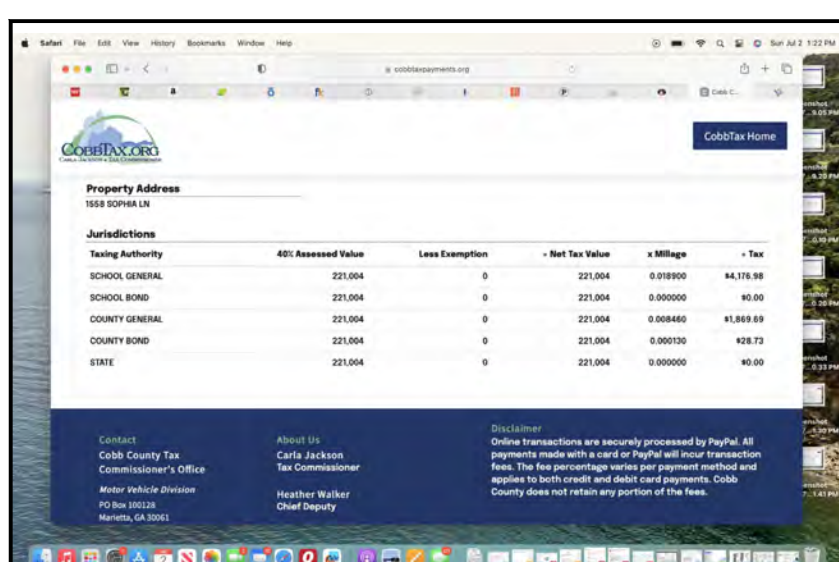 Safari File Edit View History Bookmarks Window Help Sun Jul 2 1:22 PM
cobbtaxpayments.org
a
COBBTAX.ORG
CARLA JACKSON • TAX COMMISSIONER
CobbTax Home
Property Address
1558 SOPHIA LN
Jurisdictions
Taxing Authority 40% Assessed Value Less Exemption = Net Tax Value x Millage = Tax
SCHOOL GENERAL 221,004 0 221,004 0.018900 $4,176.98
SCHOOL BOND 221,004 0 221,004 0.000000 $0.00
COUNTY GENERAL 221,004 0 221,004 0.008460 $1,869.69
COUNTY BOND 221,004 0 221,004 0.000130 $28.73
STATE 221,004 0 221,004 0.000000 $0.00
Contact
Cobb County Tax
Commissioner's Office
Motor Vehicle Division
PO Box 100128
Marietta, GA 30061
About Us
Carla Jackson
Tax Commissioner
Heather Walker
Chief Deputy
Disclaimer
Online transactions are securely processed by PayPal. All
payments made with a card or PayPal will incur transaction
fees. The fee percentage varies per payment method and
applies to both credit and debit card payments. Cobb
County does not retain any portion of the fees.